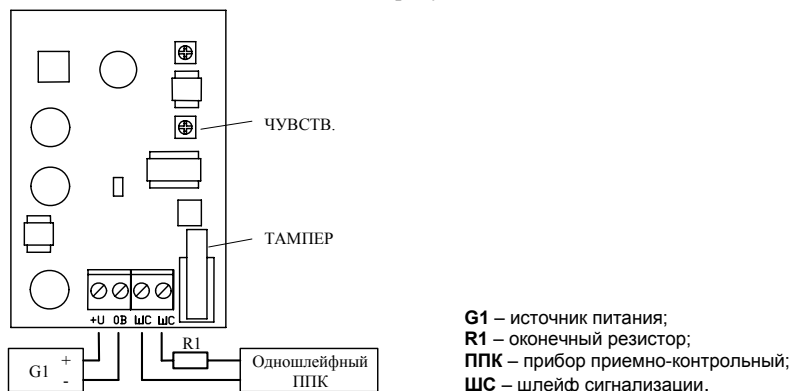 ЧУВСТВ.
ТАМПЕР
+U 0В ШС ШС
G1 + -
R1
Одношлейфный
ППК
G1 – источник питания;
R1 – оконечный резистор;
ППК – прибор приемно-контрольный;
ШС – шлейф сигнализации.